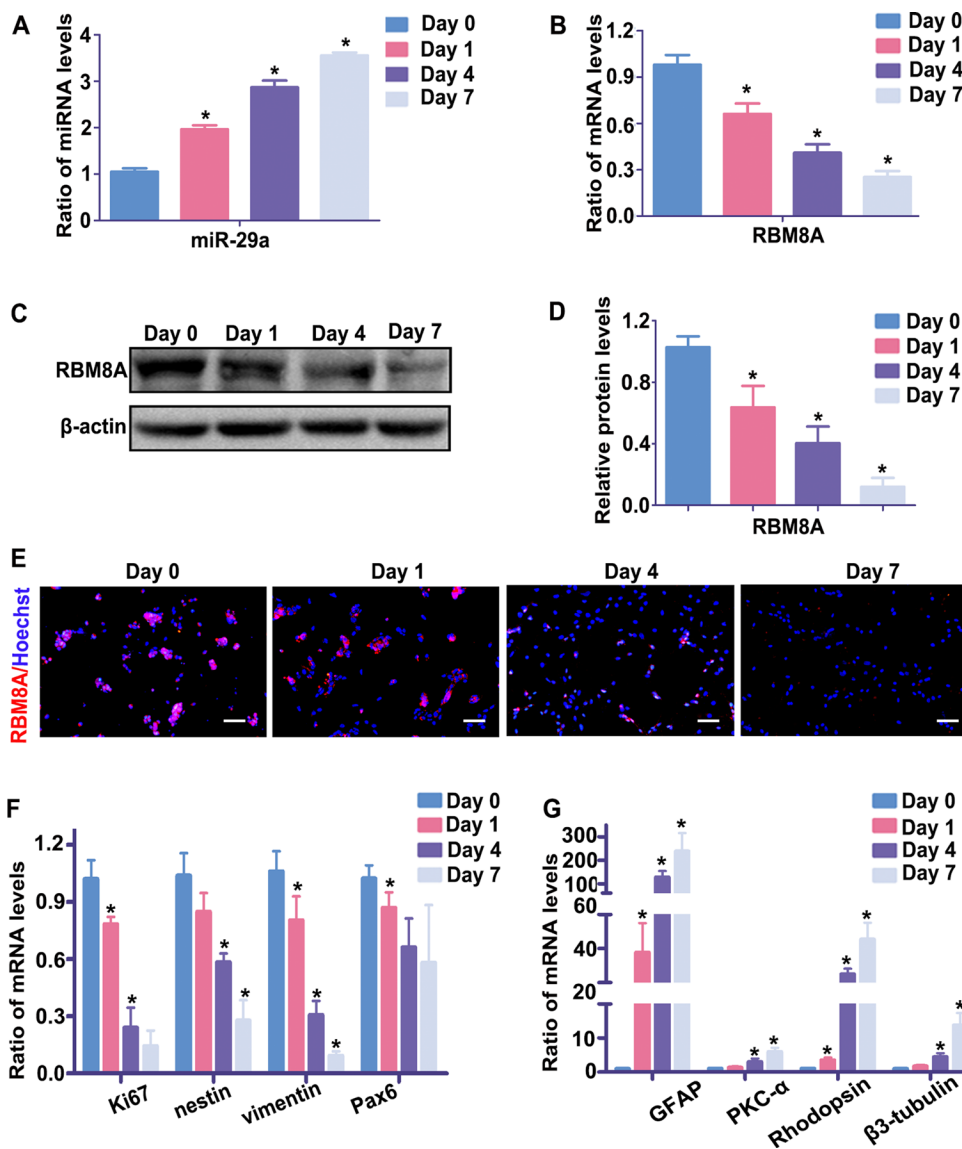 A
Ratio of miRNA levels
4
3
2
1
0
* * *
miR-29a
Day 0
Day 1
Day 4
Day 7
B
Ratio of mRNA levels
1.2
0.9
0.6
0.3
0.0
* * *
RBM8A
Day 0
Day 1
Day 4
Day 7
C
Day 0 Day 1 Day 4 Day 7
RBM8A
β-actin
D
Relative protein levels
1.2
0.8
0.4
0.0
* * *
RBM8A
Day 0
Day 1
Day 4
Day 7
E
Day 0 Day 1 Day 4 Day 7
RBM8A/Hoechst
F
Ratio of mRNA levels
1.2
0.9
0.6
0.3
0.0
* * * * * * * *
Ki67 nestin vimentin Pax6
Day 0
Day 1
Day 4
Day 7
G
Ratio of mRNA levels
300
200
100
60
40
20
20
10
0
* * * * * * * * * *
GFAP PKC-α Rhodopsin β3-tubulin
Day 0
Day 1
Day 4
Day 7